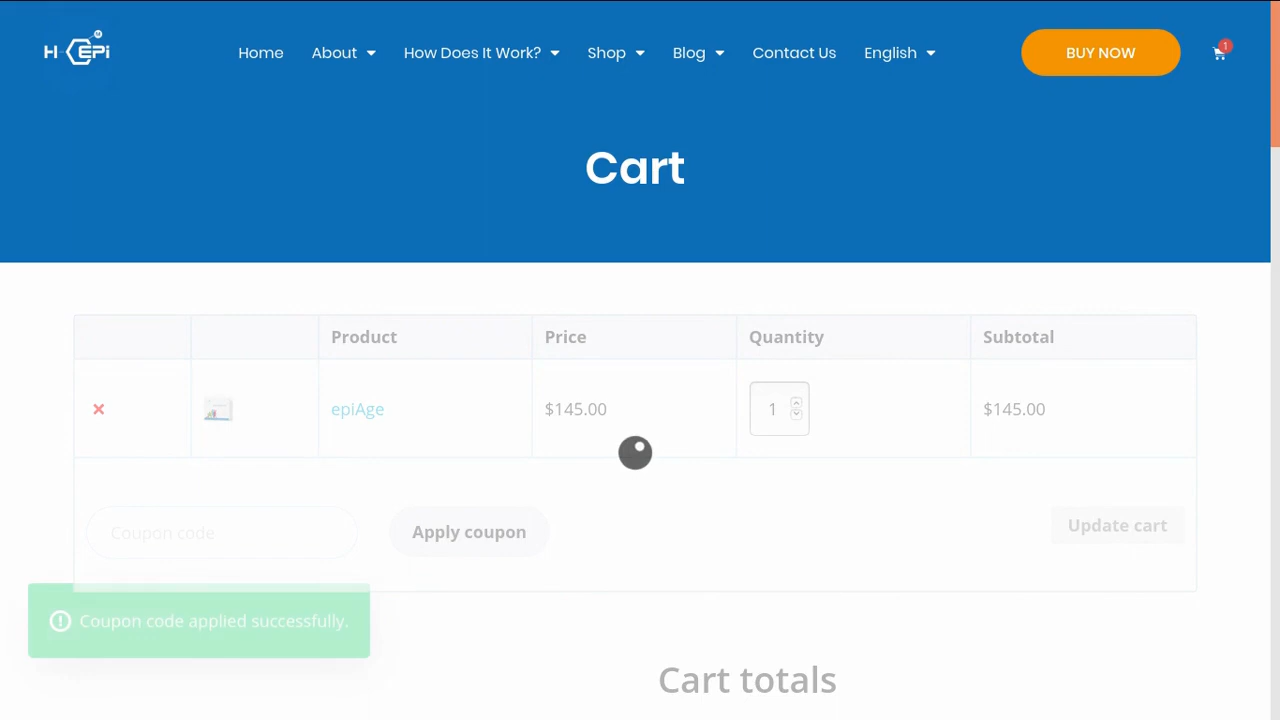 H EPi M
Home About How Does It Work? Shop Blog Contact Us English BUY NOW 1
Cart
Product Price Quantity Subtotal
epiAge $145.00 1 $145.00
Coupon code Apply coupon Update cart
Coupon code applied successfully.
Cart totals